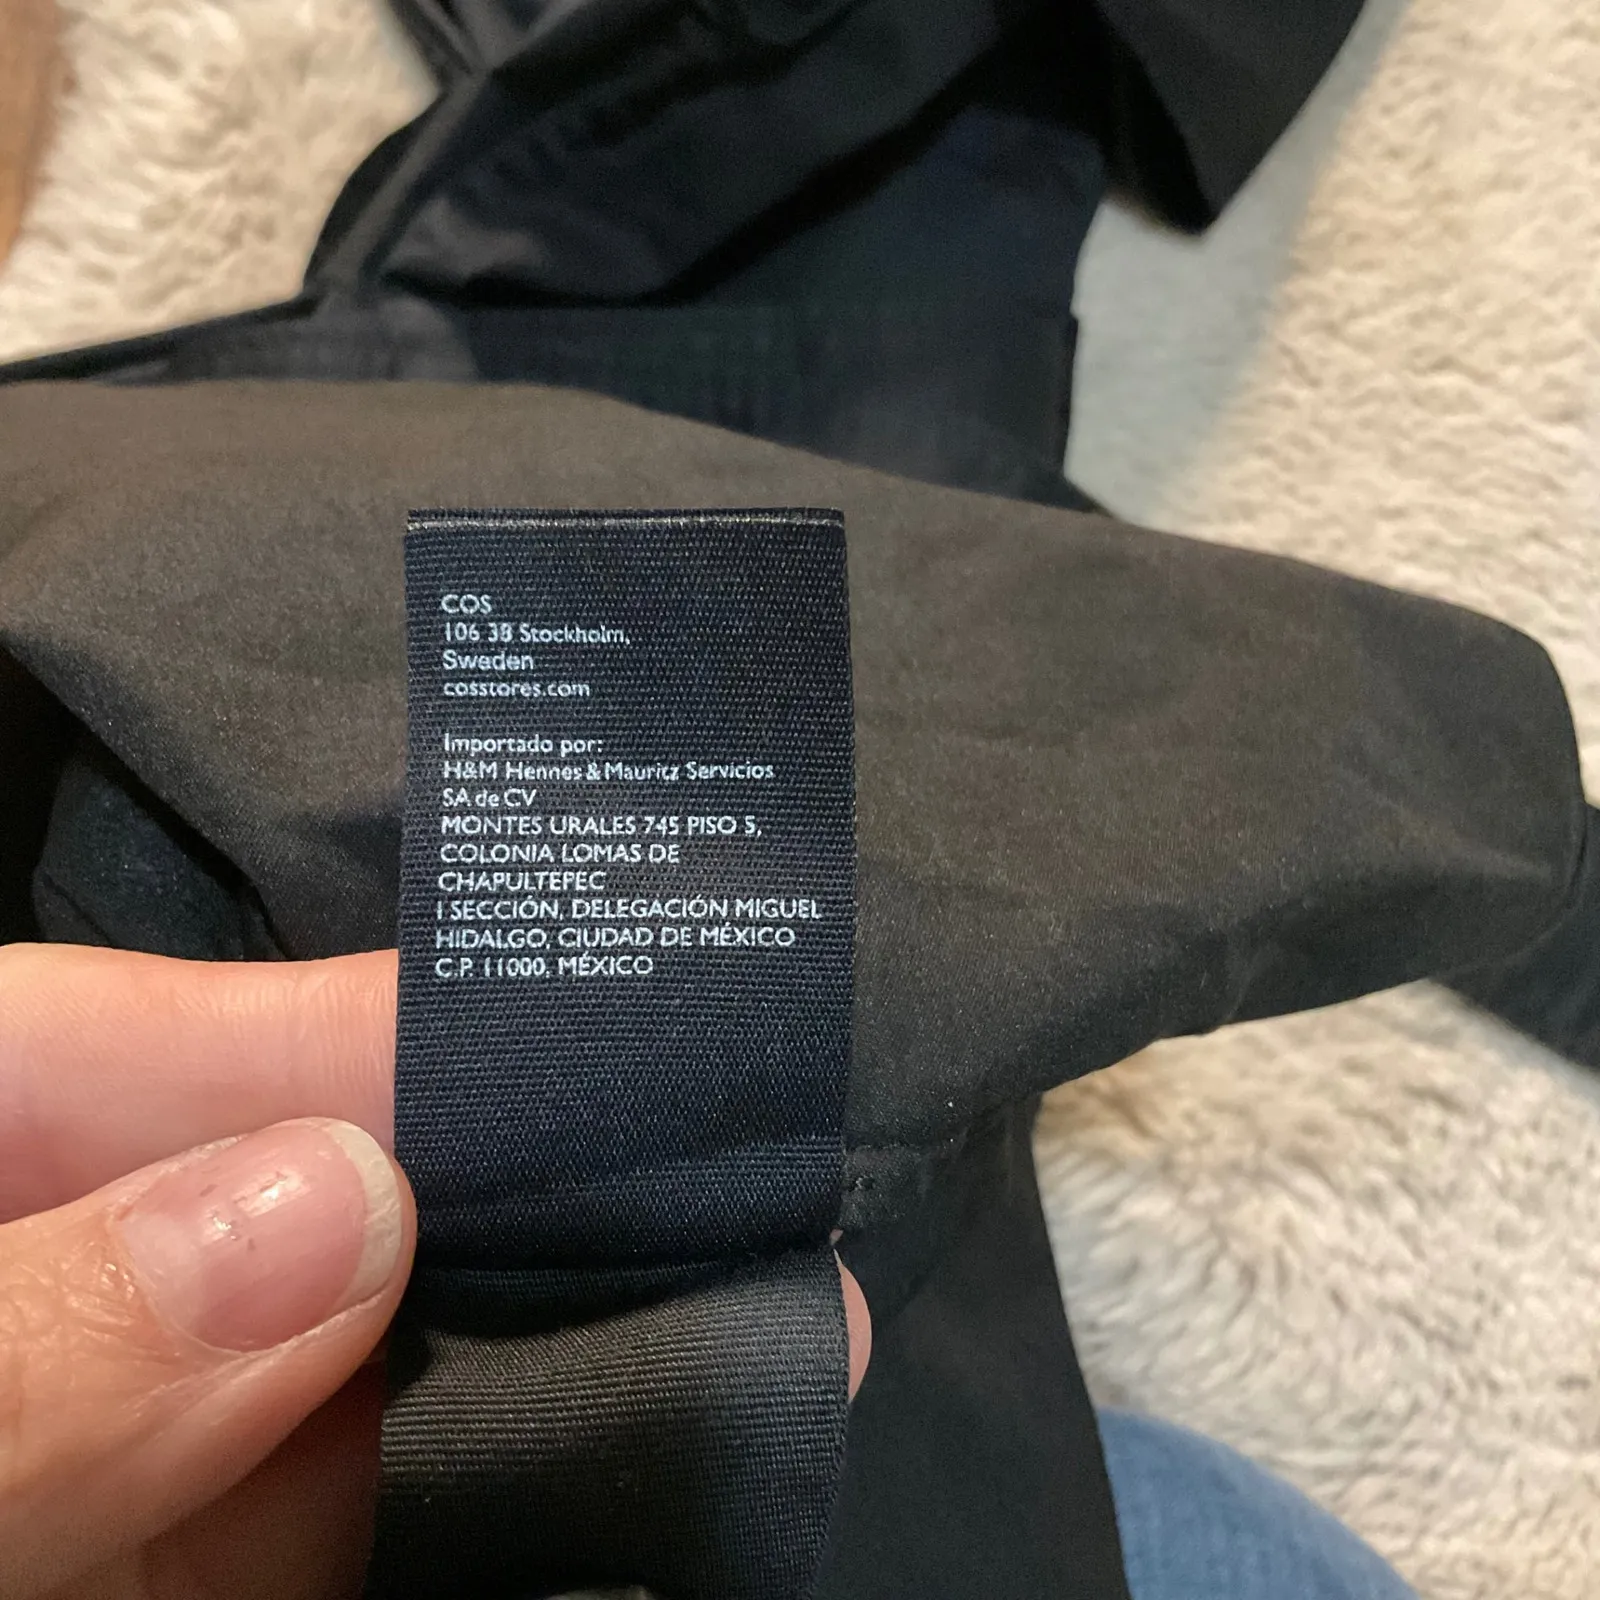 COS
106 38 Stockholm,
Sweden
cosstores.com
Importado por:
H&M Hennes & Mauritz Servicios
SA de CV
MONTES URALES 745 PISO 5,
COLONIA LOMAS DE
CHAPULTEPEC
I SECCIÓN, DELEGACIÓN MIGUEL
HIDALGO, CIUDAD DE MÉXICO
C.P. 11000, MÉXICO